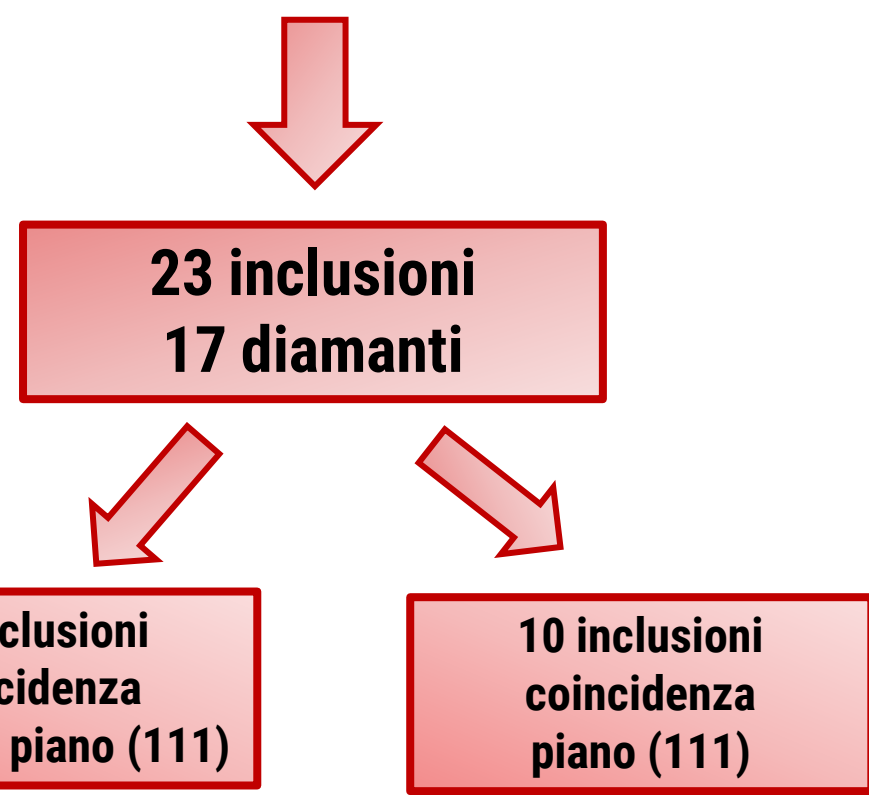 23 inclusioni
17 diamanti
clusioni
cidenza
piano (111)
10 inclusioni
coincidenza
piano (111)